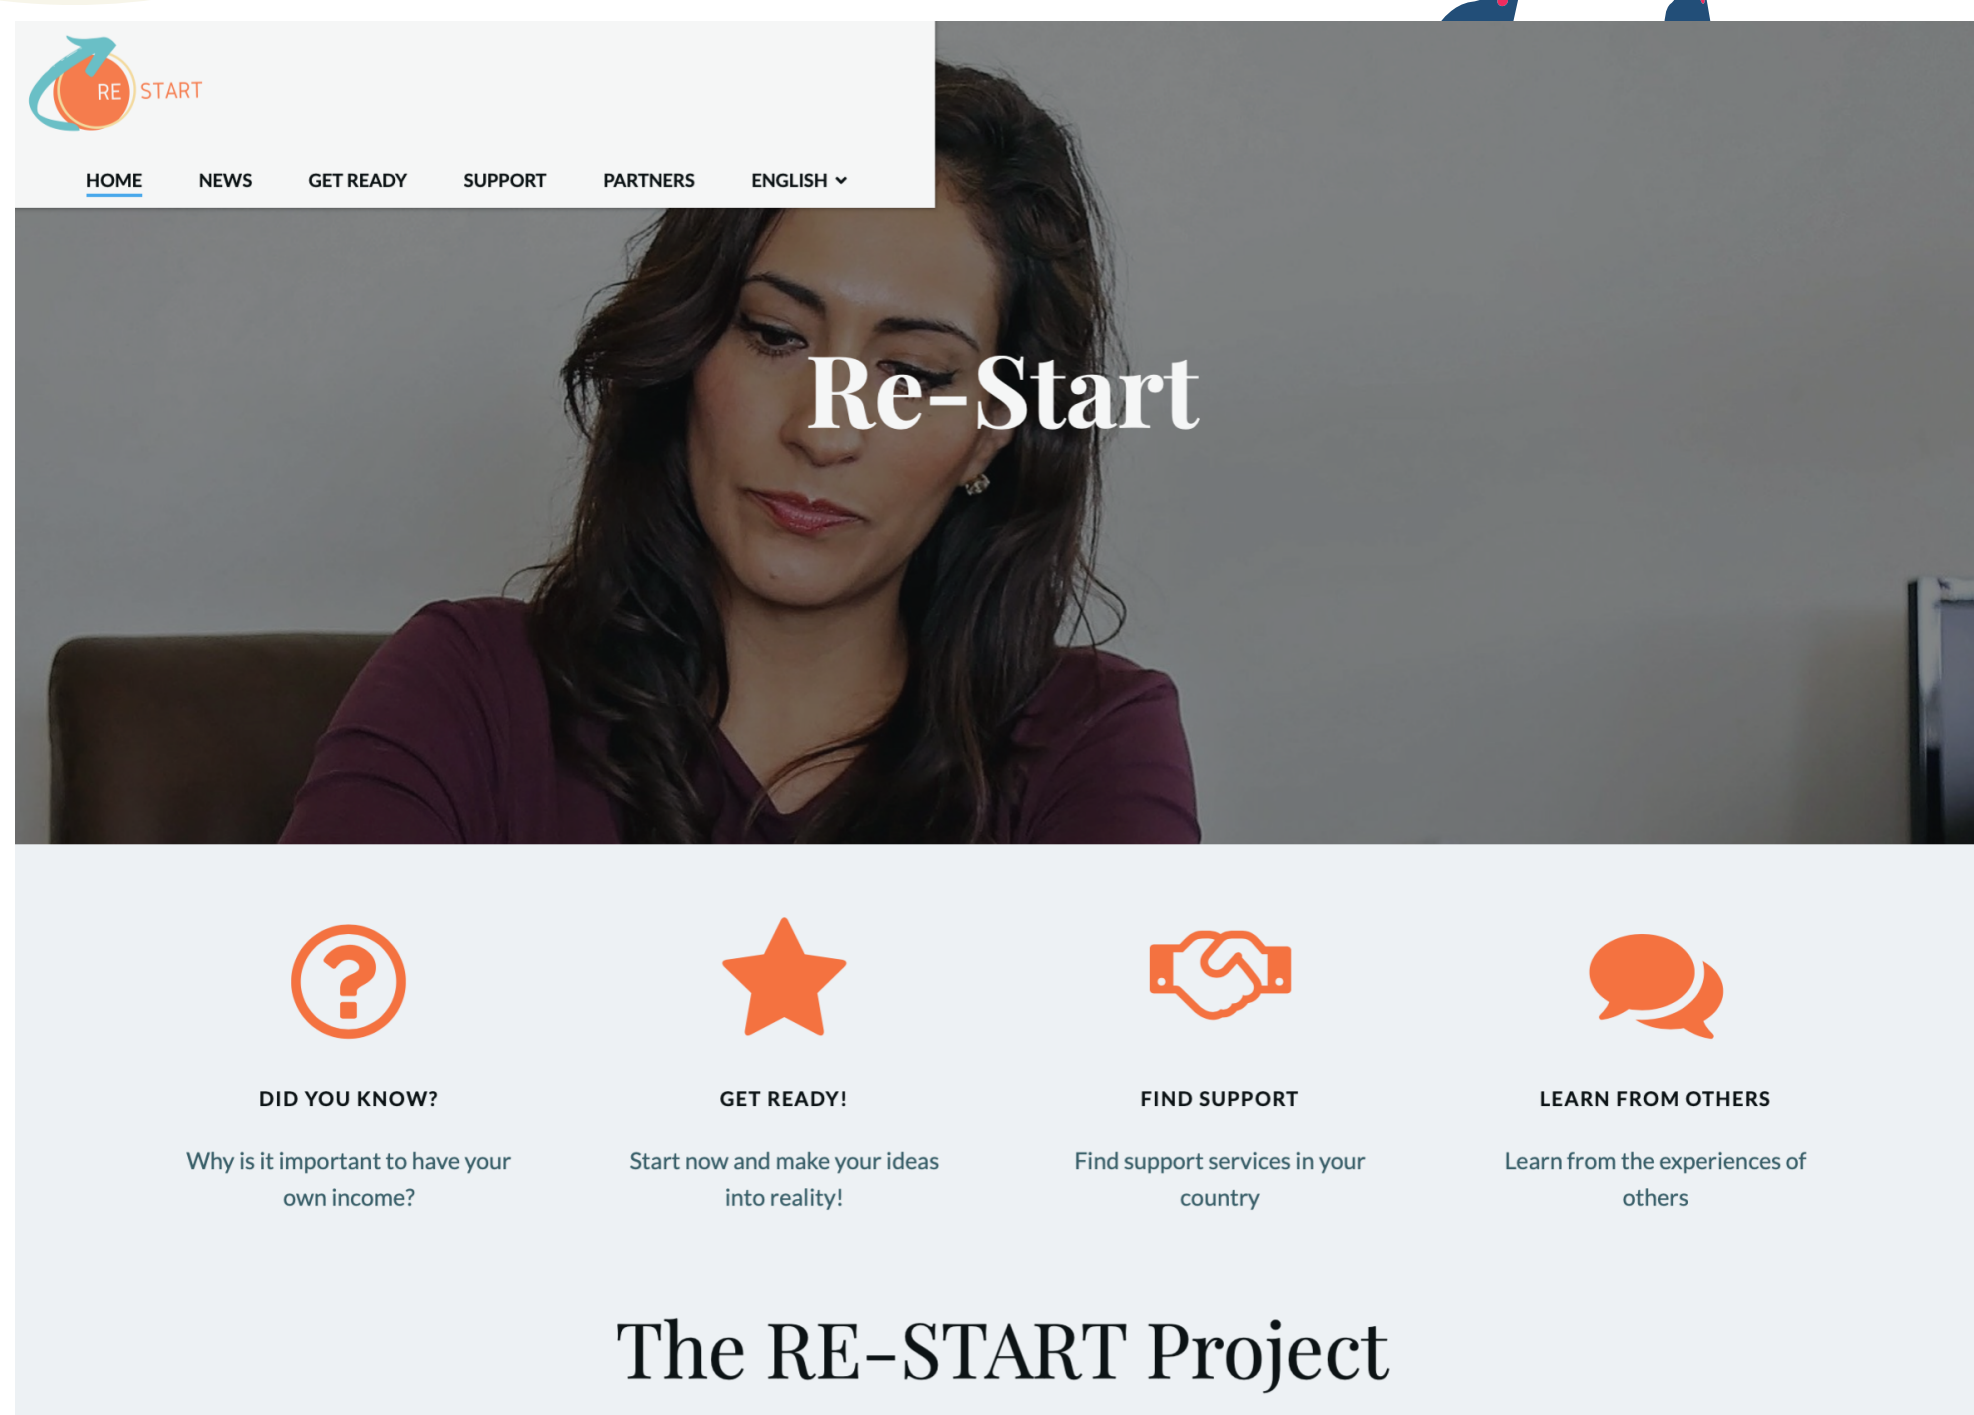 RE START
HOME NEWS GET READY SUPPORT PARTNERS ENGLISH
Re-Start
DID YOU KNOW?
Why is it important to have your
own income?
GET READY!
Start now and make your ideas
into reality!
FIND SUPPORT
Find support services in your
country
LEARN FROM OTHERS
Learn from the experiences of
others
The RE-START Project